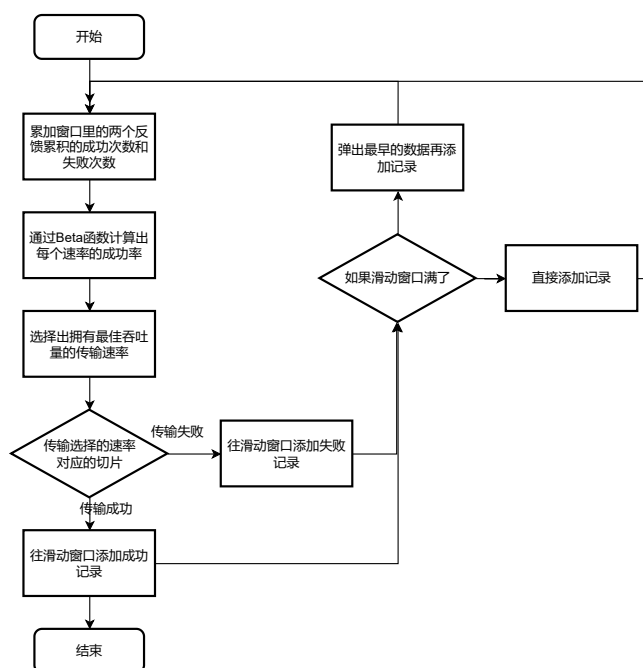 开始
累加窗口里的两个反
馈累积的成功次数和
失败次数
弹出最早的数据再添
加记录
通过Beta函数计算出
每个速率的成功率
如果滑动窗口满了
直接添加记录
选择出拥有最佳吞吐
量的传输速率
传输失败
传输选择的速率
对应的切片
往滑动窗口添加失败
记录
传输成功
往滑动窗口添加成功
记录
结束